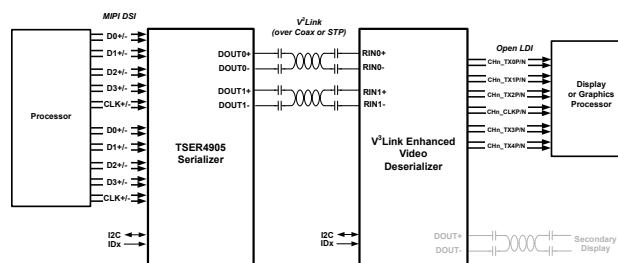 MIPI DSI
Processor
D0+/-
D1+/-
D2+/-
D3+/-
CLK+/-
D0+/-
D1+/-
D2+/-
D3+/-
CLK+/-
I2C
IDx
TSER4905
Serializer
DOUT0+
DOUT0-
DOUT1+
DOUT1-
V³Link
(over Coax or STP)
RIN0+
RIN0-
RIN1+
RIN1-
V³Link Enhanced
Video
Deserializer
I2C
IDx
DOUT+
DOUT-
Open LDI
CHn_TX0P/N
CHn_TX1P/N
CHn_TX2P/N
CHn_CLKP/N
CHn_TX3P/N
CHn_TX4P/N
Display
or Graphics
Processor
Secondary
Display